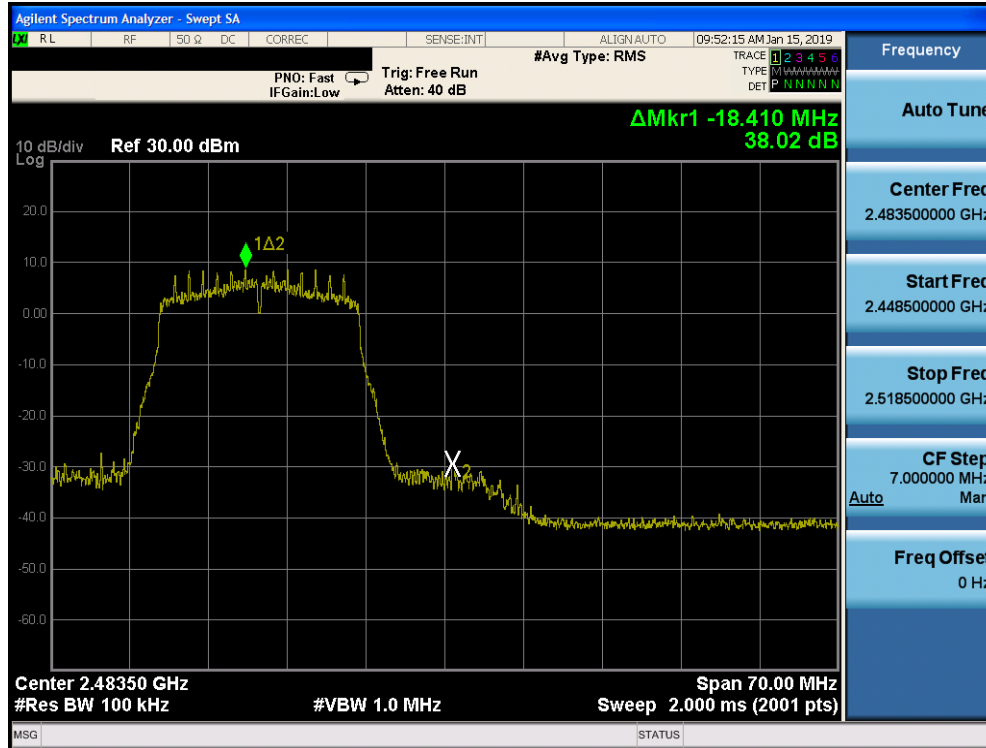 Agilent Spectrum Analyzer - Swept SA
LXI RL RF 50 Ω DC CORREC SENSE:INT ALIGN AUTO 09:52:15 AM Jan 15, 2019
PNO: Fast
IFGain:Low
Trig: Free Run
Atten: 40 dB
#Avg Type: RMS
TRACE 1 2 3 4 5 6
TYPE M WWWWW
DET P N N N N N
ΔMkr1 -18.410 MHz
38.02 dB
10 dB/div
Log
Ref 30.00 dBm
20.0
10.0
0.00
-10.0
-20.0
-30.0
-40.0
-50.0
-60.0
1Δ2
X2
Center 2.48350 GHz
Span 70.00 MHz
#Res BW 100 kHz
#VBW 1.0 MHz
Sweep 2.000 ms (2001 pts)
MSG
STATUS
Frequency
Auto Tune
Center Freq
2.483500000 GHz
Start Freq
2.448500000 GHz
Stop Freq
2.518500000 GHz
CF Step
7.000000 MHz
Auto Man
Freq Offset
0 Hz